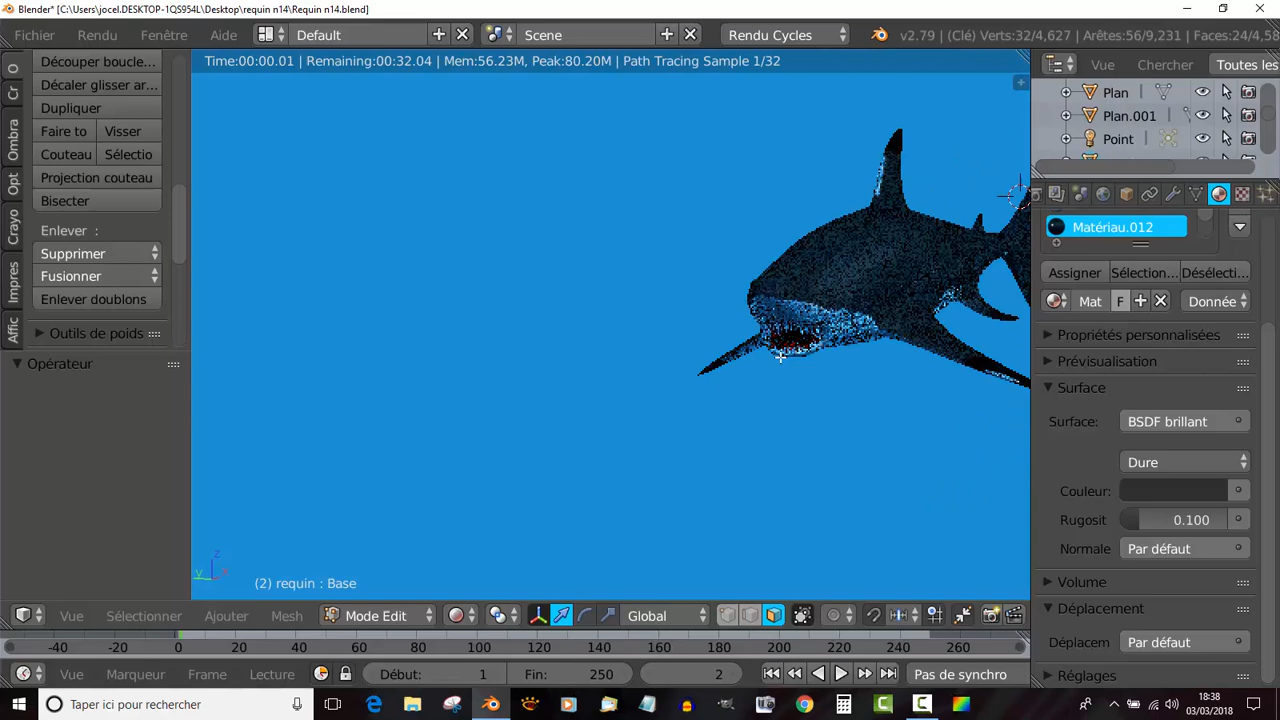 Blender* [C:\Users\jocel.DESKTOP-1QS954L\Desktop\requin n14\Requin n14.blend]
Fichier Rendu Fenêtre Aide Default Scene Rendu Cycles v2.79 | (Clé) Verts:32/4,627 | Arêtes:56/9,231 | Faces:24/4,58
Time:00:00.01 | Remaining:00:32.04 | Mem:56.23M, Peak:80.20M | Path Tracing Sample 1/32
Vue Chercher Toutes les
Plan
Plan.001
Point
O
Cr
Ombra
Opt
Crayo
Impres
Affic
Découper boucle...
Décaler glisser ar...
Dupliquer
Faire to Visser
Couteau Sélectio
Projection couteau
Bisecter
Enlever :
Supprimer
Fusionner
Enlever doublons
Outils de poids
Opérateur
Matériau.012
Assigner Sélection... Désélecti...
Mat F Donnée
Propriétés personnalisées
Prévisualisation
Surface
Surface: BSDF brillant
Dure
Couleur:
Rugosit 0.100
Normale Par défaut
Volume
Déplacement
Déplacem Par défaut
Réglages
z
y
x
(2) requin : Base
Vue Sélectionner Ajouter Mesh Mode Edit Global
-40 -20 0 20 40 60 80 100 120 140 160 180 200 220 240 260
Vue Marqueur Frame Lecture Début: 1 Fin: 250 2 Pas de synchro
Taper ici pour rechercher
18:38
03/03/2018